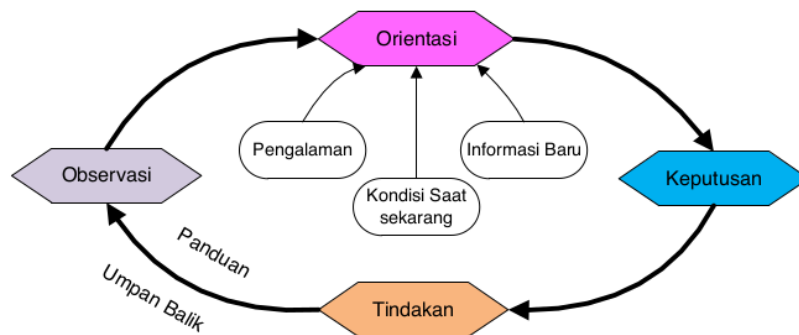 Orientasi
Pengalaman
Informasi Baru
Observasi
Kondisi Saat
sekarang
Keputusan
Panduan
Umpan Balik
Tindakan